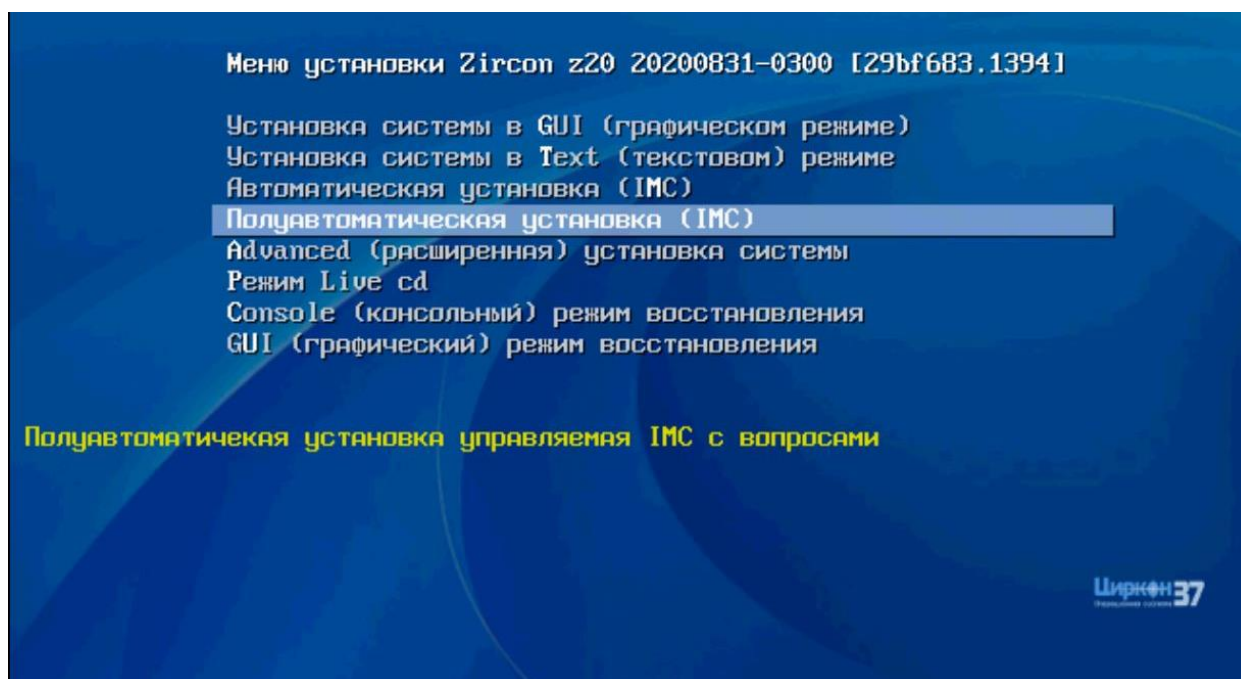 Меню установки Zircon z20 20200831-0300 [29bf683.1394]
Установка системы в GUI (графическом режиме)
Установка системы в Text (текстовом) режиме
Автоматическая установка (IMC)
Полуавтоматическая установка (IMC)
Advanced (расширенная) установка системы
Режим Live cd
Console (консольный) режим восстановления
GUI (графический) режим восстановления
Полуавтоматичекая установка управляемая IMC с вопросами
Циркон 37